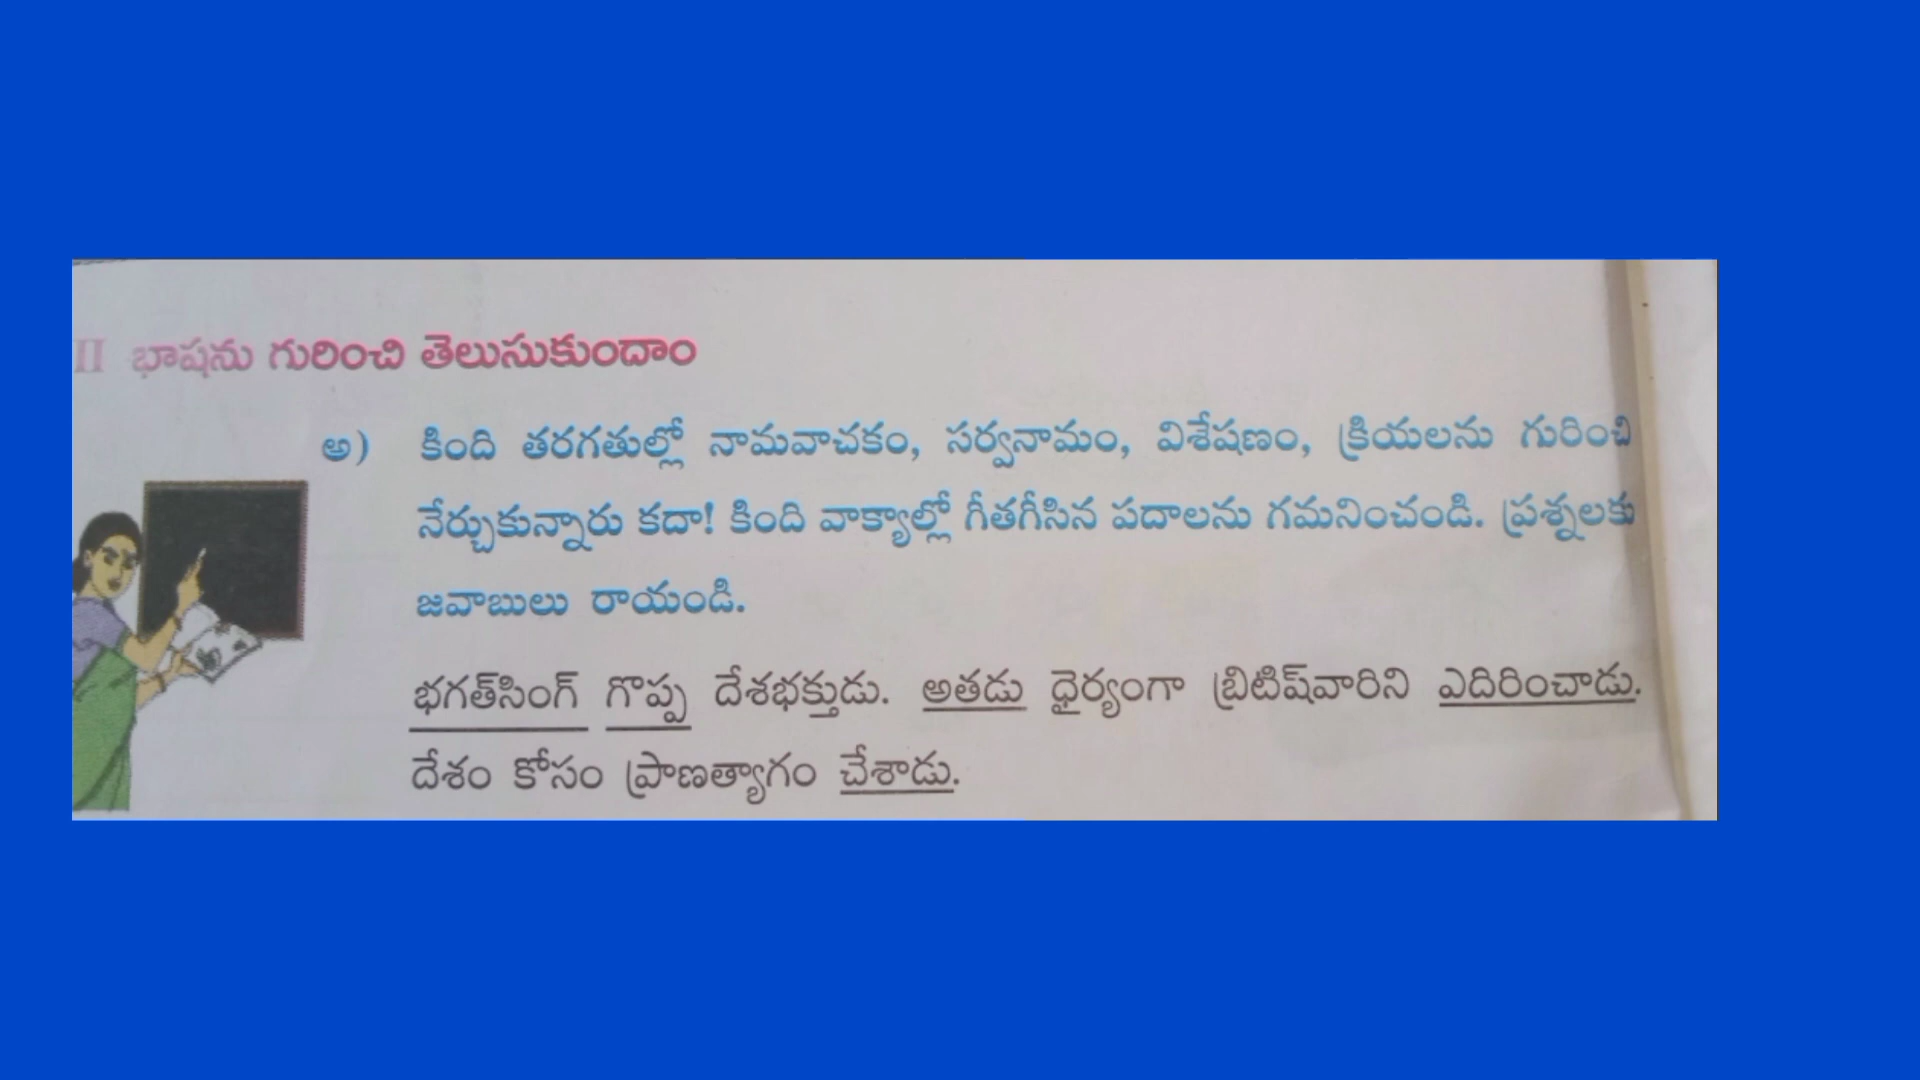 II భాషను గురించి తెలుసుకుందాం
అ) కింది తరగతుల్లో నామవాచకం, సర్వనామం, విశేషణం, క్రియలను గురించి
నేర్చుకున్నారు కదా! కింది వాక్యాల్లో గీతగీసిన పదాలను గమనించండి. ప్రశ్నలకు
జవాబులు రాయండి.
భగత్‌సింగ్ గొప్ప దేశభక్తుడు. అతడు ధైర్యంగా బ్రిటిష్‌వారిని ఎదిరించాడు.
దేశం కోసం ప్రాణత్యాగం చేశాడు.